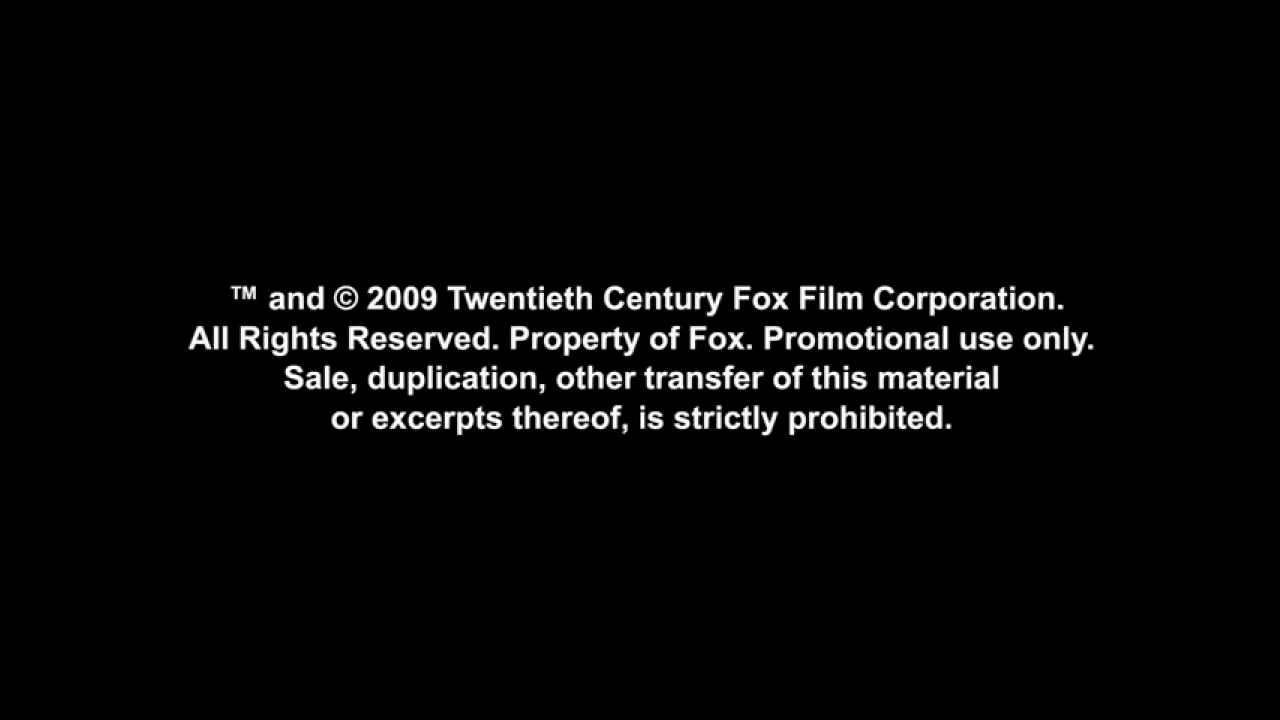 ™ and © 2009 Twentieth Century Fox Film Corporation.
All Rights Reserved. Property of Fox. Promotional use only.
Sale, duplication, other transfer of this material
or excerpts thereof, is strictly prohibited.